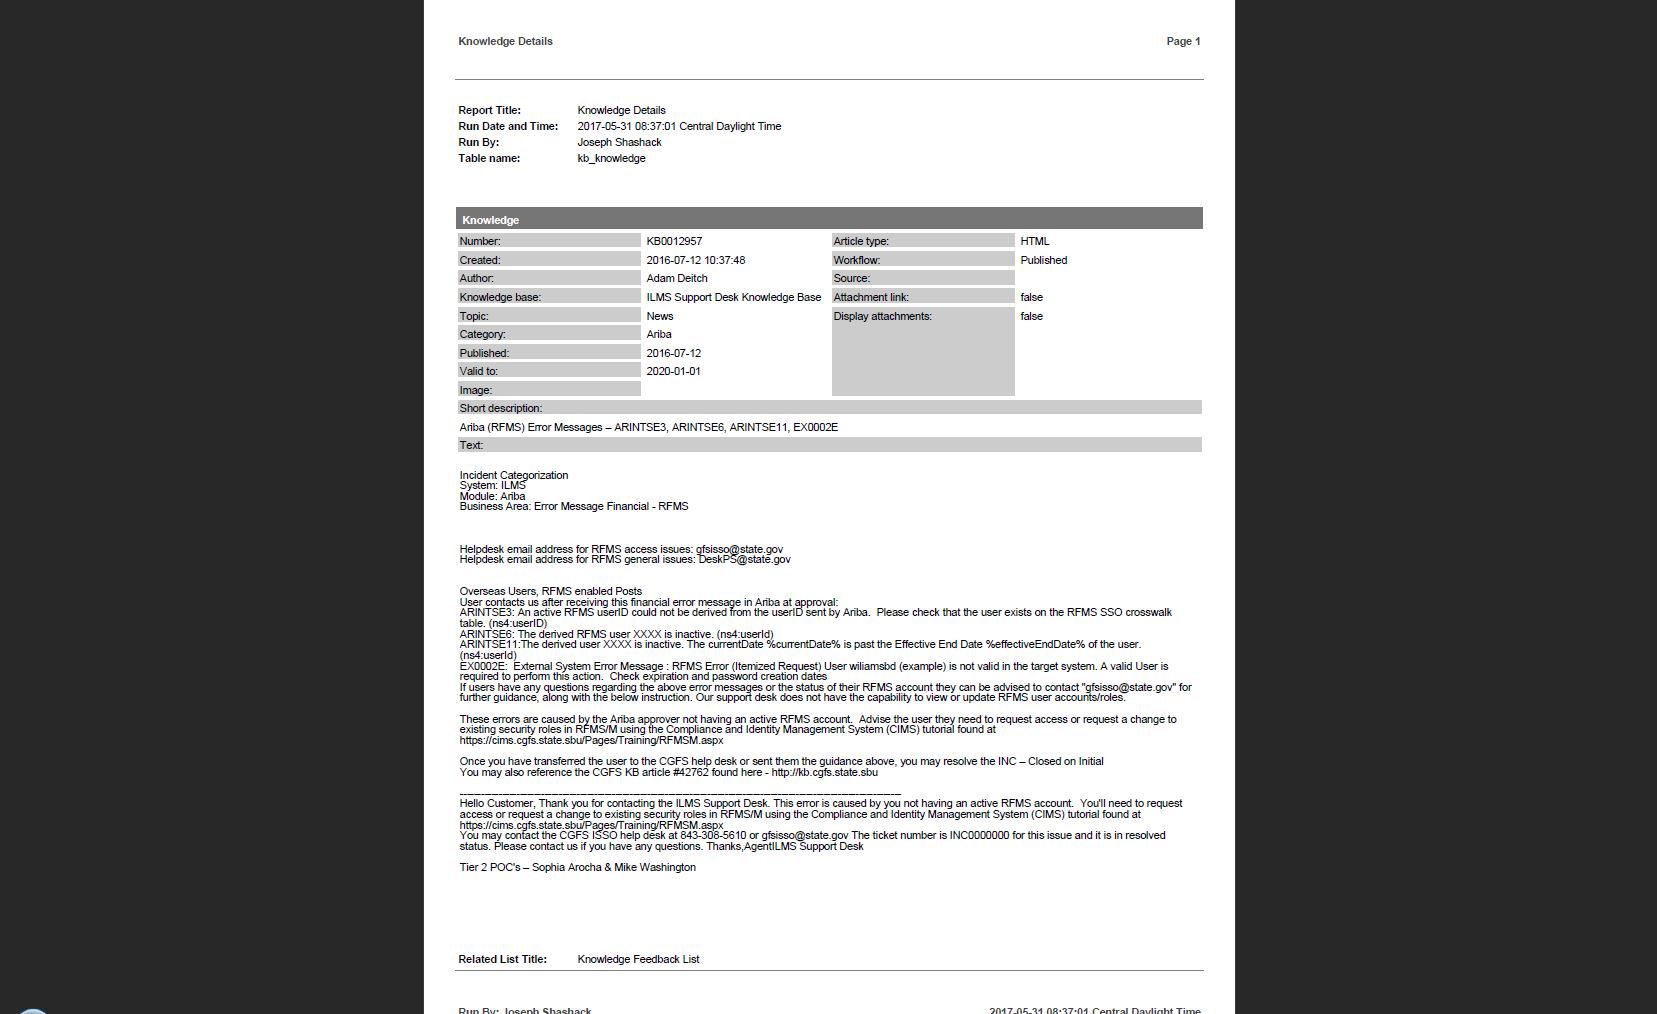 Knowledge Details Page 1
Report Title: Knowledge Details
Run Date and Time: 2017-05-31 08:37:01 Central Daylight Time
Run By: Joseph Shashack
Table name: kb_knowledge
Knowledge
Number: KB0012957 Article type: HTML
Created: 2016-07-12 10:37:48 Workflow: Published
Author: Adam Deitch Source:
Knowledge base: ILMS Support Desk Knowledge Base Attachment link: false
Topic: News Display attachments: false
Category: Ariba
Published: 2016-07-12
Valid to: 2020-01-01
Image:
Short description:
Ariba (RFMS) Error Messages – ARINTSE3, ARINTSE6, ARINTSE11, EX0002E
Text:
Incident Categorization
System: ILMS
Module: Ariba
Business Area: Error Message Financial - RFMS
Helpdesk email address for RFMS access issues: gfsisso@state.gov
Helpdesk email address for RFMS general issues: DeskPS@state.gov
Overseas Users, RFMS enabled Posts
User contacts us after receiving this financial error message in Ariba at approval:
ARINTSE3: An active RFMS userID could not be derived from the userID sent by Ariba.  Please check that the user exists on the RFMS SSO crosswalk
table. (ns4:userID)
ARINTSE6: The derived RFMS user XXXX is inactive. (ns4:userId)
ARINTSE11:The derived user XXXX is inactive. The currentDate %currentDate% is past the Effective End Date %effectiveEndDate% of the user.
(ns4:userId)
EX0002E:  External System Error Message : RFMS Error (Itemized Request) User wiliamsbd (example) is not valid in the target system. A valid User is
required to perform this action.  Check expiration and password creation dates
If users have any questions regarding the above error messages or the status of their RFMS account they can be advised to contact "gfsisso@state.gov" for
further guidance, along with the below instruction. Our support desk does not have the capability to view or update RFMS user accounts/roles.
These errors are caused by the Ariba approver not having an active RFMS account.  Advise the user they need to request access or request a change to
existing security roles in RFMS/M using the Compliance and Identity Management System (CIMS) tutorial found at
https://cims.cgfs.state.sbu/Pages/Training/RFMSM.aspx
Once you have transferred the user to the CGFS help desk or sent them the guidance above, you may resolve the INC – Closed on Initial
You may also reference the CGFS KB article #42762 found here - http://kb.cgfs.state.sbu
--------------------------------------------------------------------------------------------------------------
Hello Customer, Thank you for contacting the ILMS Support Desk. This error is caused by you not having an active RFMS account.  You'll need to request
access or request a change to existing security roles in RFMS/M using the Compliance and Identity Management System (CIMS) tutorial found at
https://cims.cgfs.state.sbu/Pages/Training/RFMSM.aspx
You may contact the CGFS ISSO help desk at 843-308-5610 or gfsisso@state.gov The ticket number is INC0000000 for this issue and it is in resolved
status. Please contact us if you have any questions. Thanks,AgentILMS Support Desk
Tier 2 POC's – Sophia Arocha & Mike Washington
Related List Title: Knowledge Feedback List
Run By: Joseph Shashack 2017-05-31 08:37:01 Central Daylight Time